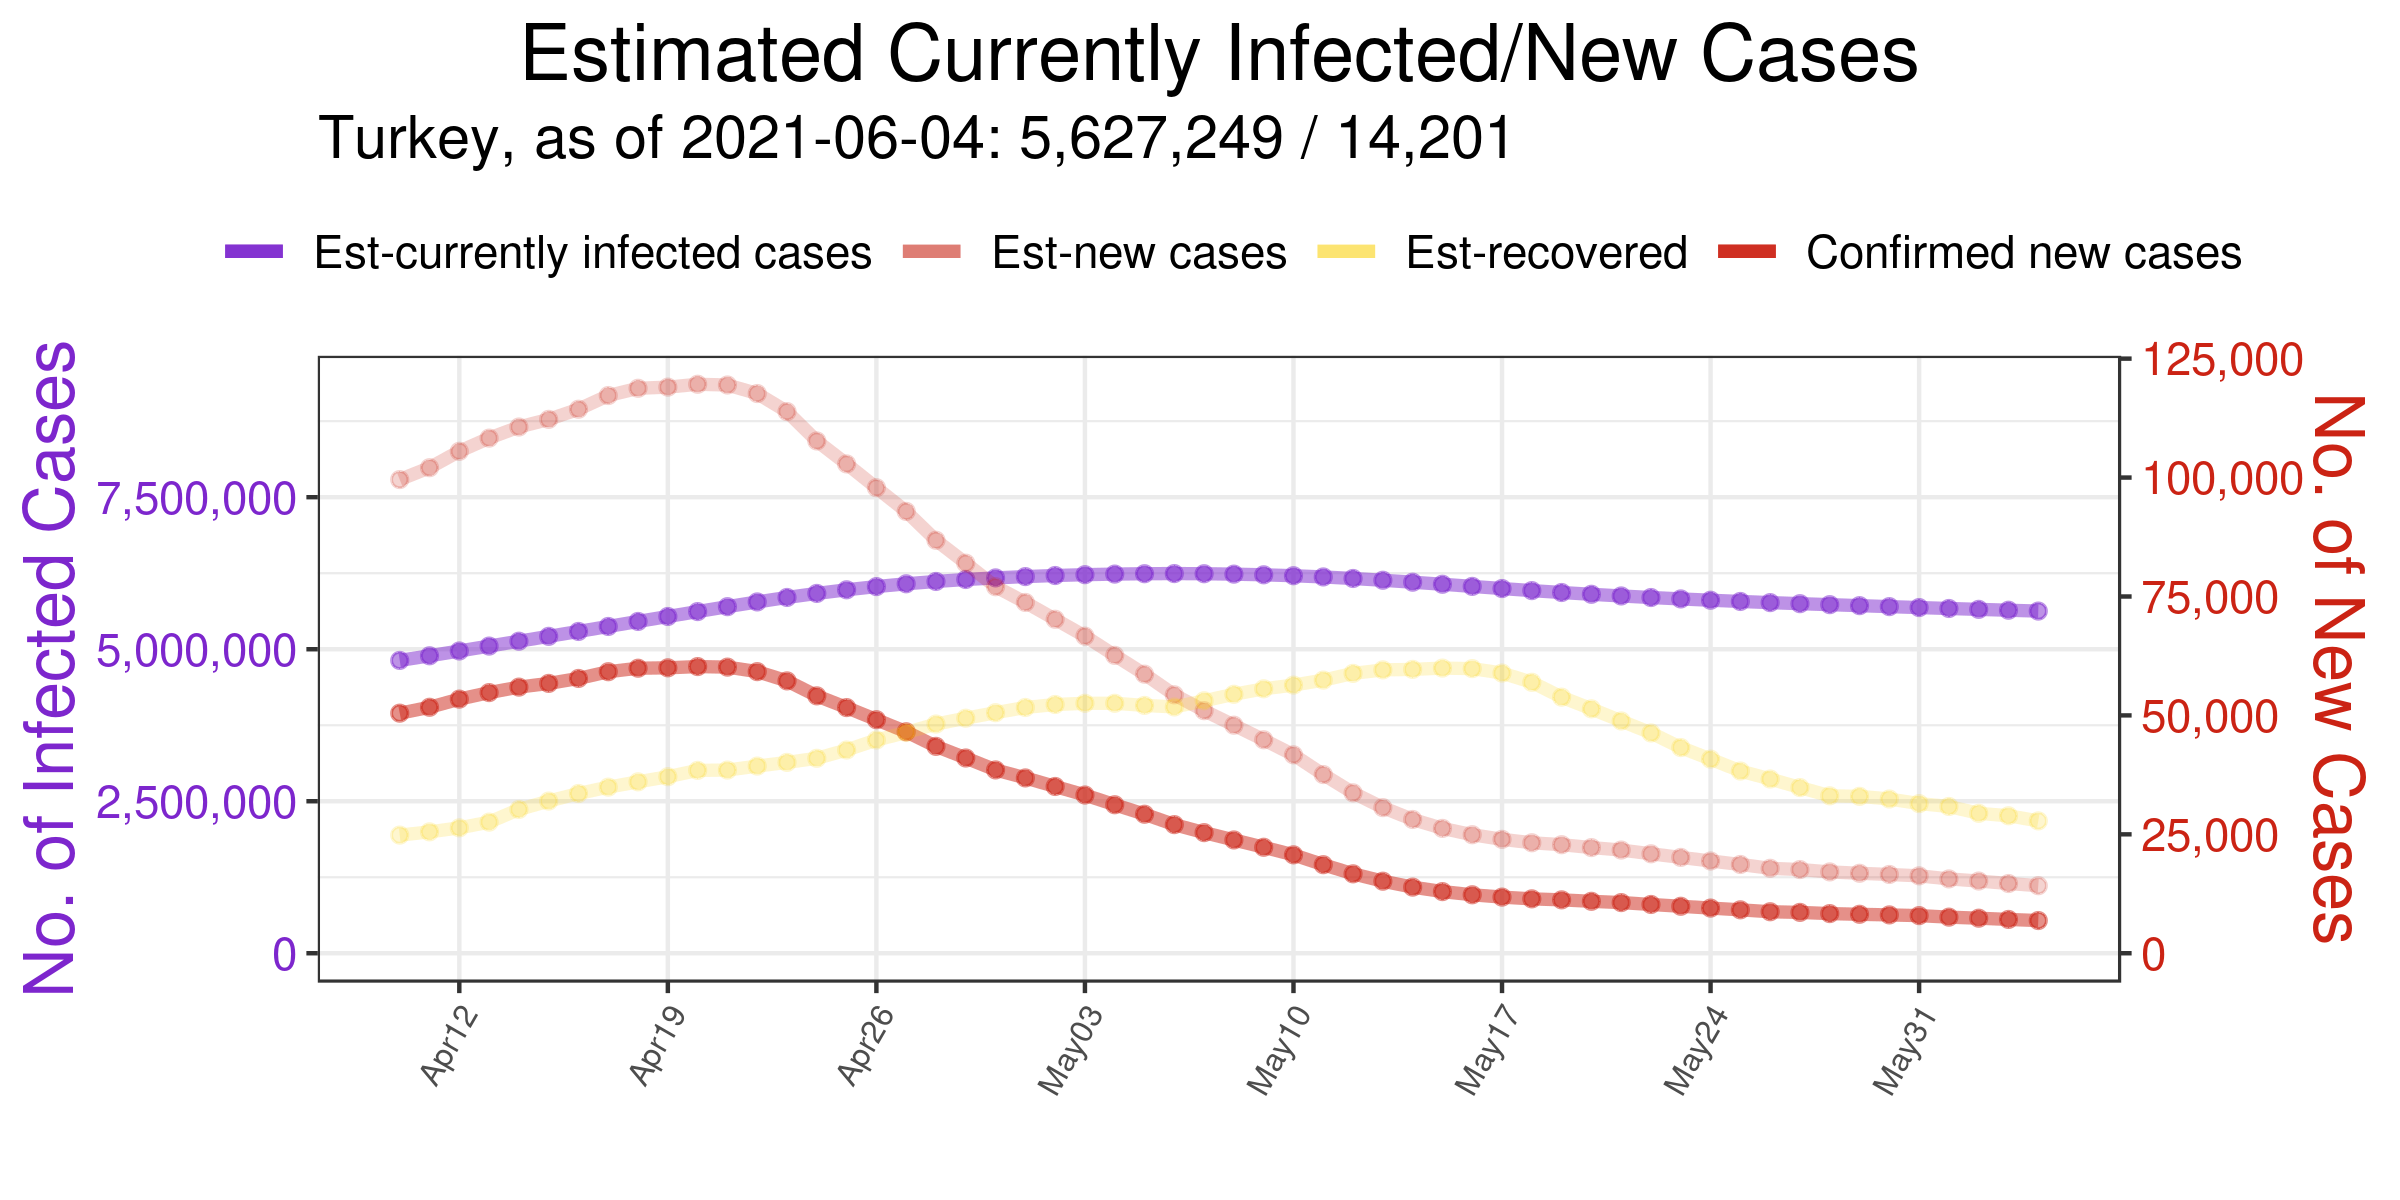 Estimated Currently Infected/New Cases
Turkey, as of 2021-06-04: 5,627,249 / 14,201
Est-currently infected cases Est-new cases Est-recovered Confirmed new cases
No. of Infected Cases
7,500,000
5,000,000
2,500,000
0
125,000
100,000
75,000
50,000
25,000
0
No. of New Cases
Apr12 Apr19 Apr26 May03 May10 May17 May24 May31